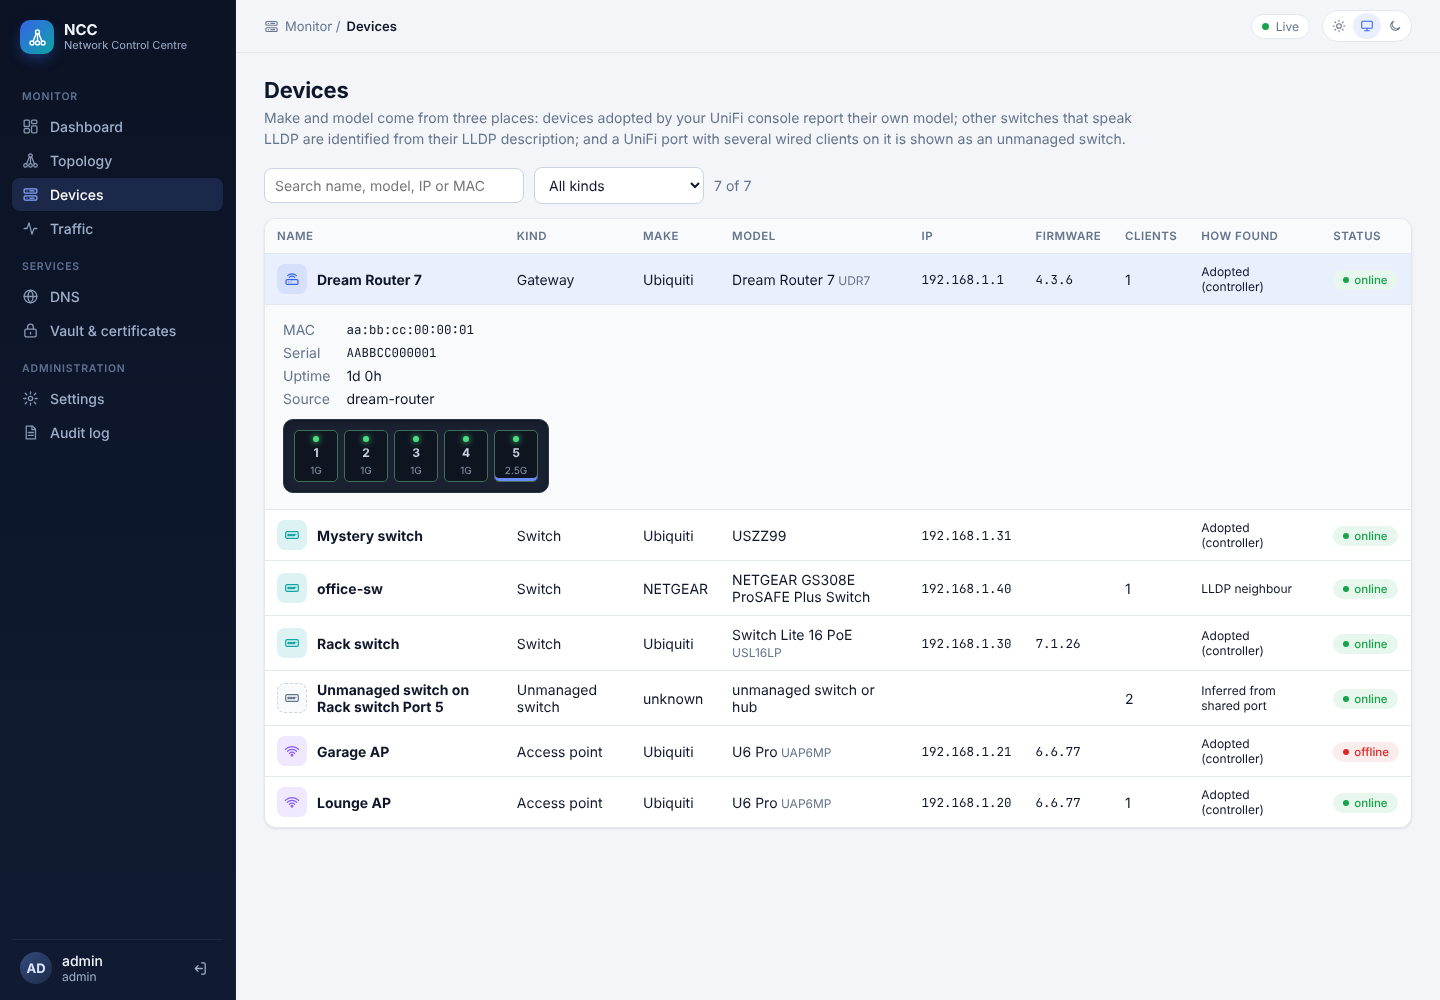 NCC
Network Control Centre
MONITOR
Dashboard
Topology
Devices
Traffic
SERVICES
DNS
Vault & certificates
ADMINISTRATION
Settings
Audit log
AD
admin
admin
Monitor / Devices
Live
Devices
Make and model come from three places: devices adopted by your UniFi console report their own model; other switches that speak
LLDP are identified from their LLDP description; and a UniFi port with several wired clients on it is shown as an unmanaged switch.
Search name, model, IP or MAC
All kinds
7 of 7
NAME KIND MAKE MODEL IP FIRMWARE CLIENTS HOW FOUND STATUS
Dream Router 7 Gateway Ubiquiti Dream Router 7 UDR7 192.168.1.1 4.3.6 1 Adopted
(controller) online
MAC aa:bb:cc:00:00:01
Serial AABBCC000001
Uptime 1d 0h
Source dream-router
1 2 3 4 5
1G 1G 1G 1G 2.5G
Mystery switch Switch Ubiquiti USZZ99 192.168.1.31 Adopted
(controller) online
office-sw Switch NETGEAR NETGEAR GS308E
ProSAFE Plus Switch 192.168.1.40 1 LLDP neighbour online
Rack switch Switch Ubiquiti Switch Lite 16 PoE
USL16LP 192.168.1.30 7.1.26 Adopted
(controller) online
Unmanaged switch on
Rack switch Port 5 Unmanaged
switch unknown unmanaged switch or
hub 2 Inferred from
shared port online
Garage AP Access point Ubiquiti U6 Pro UAP6MP 192.168.1.21 6.6.77 Adopted
(controller) offline
Lounge AP Access point Ubiquiti U6 Pro UAP6MP 192.168.1.20 6.6.77 1 Adopted
(controller) online